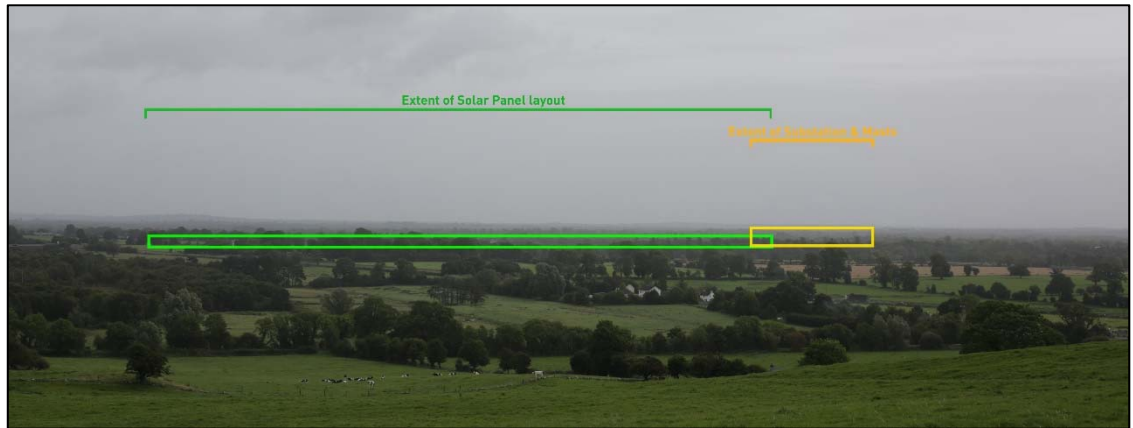 Extent of Solar Panel layout
Extent of Substation & Masts